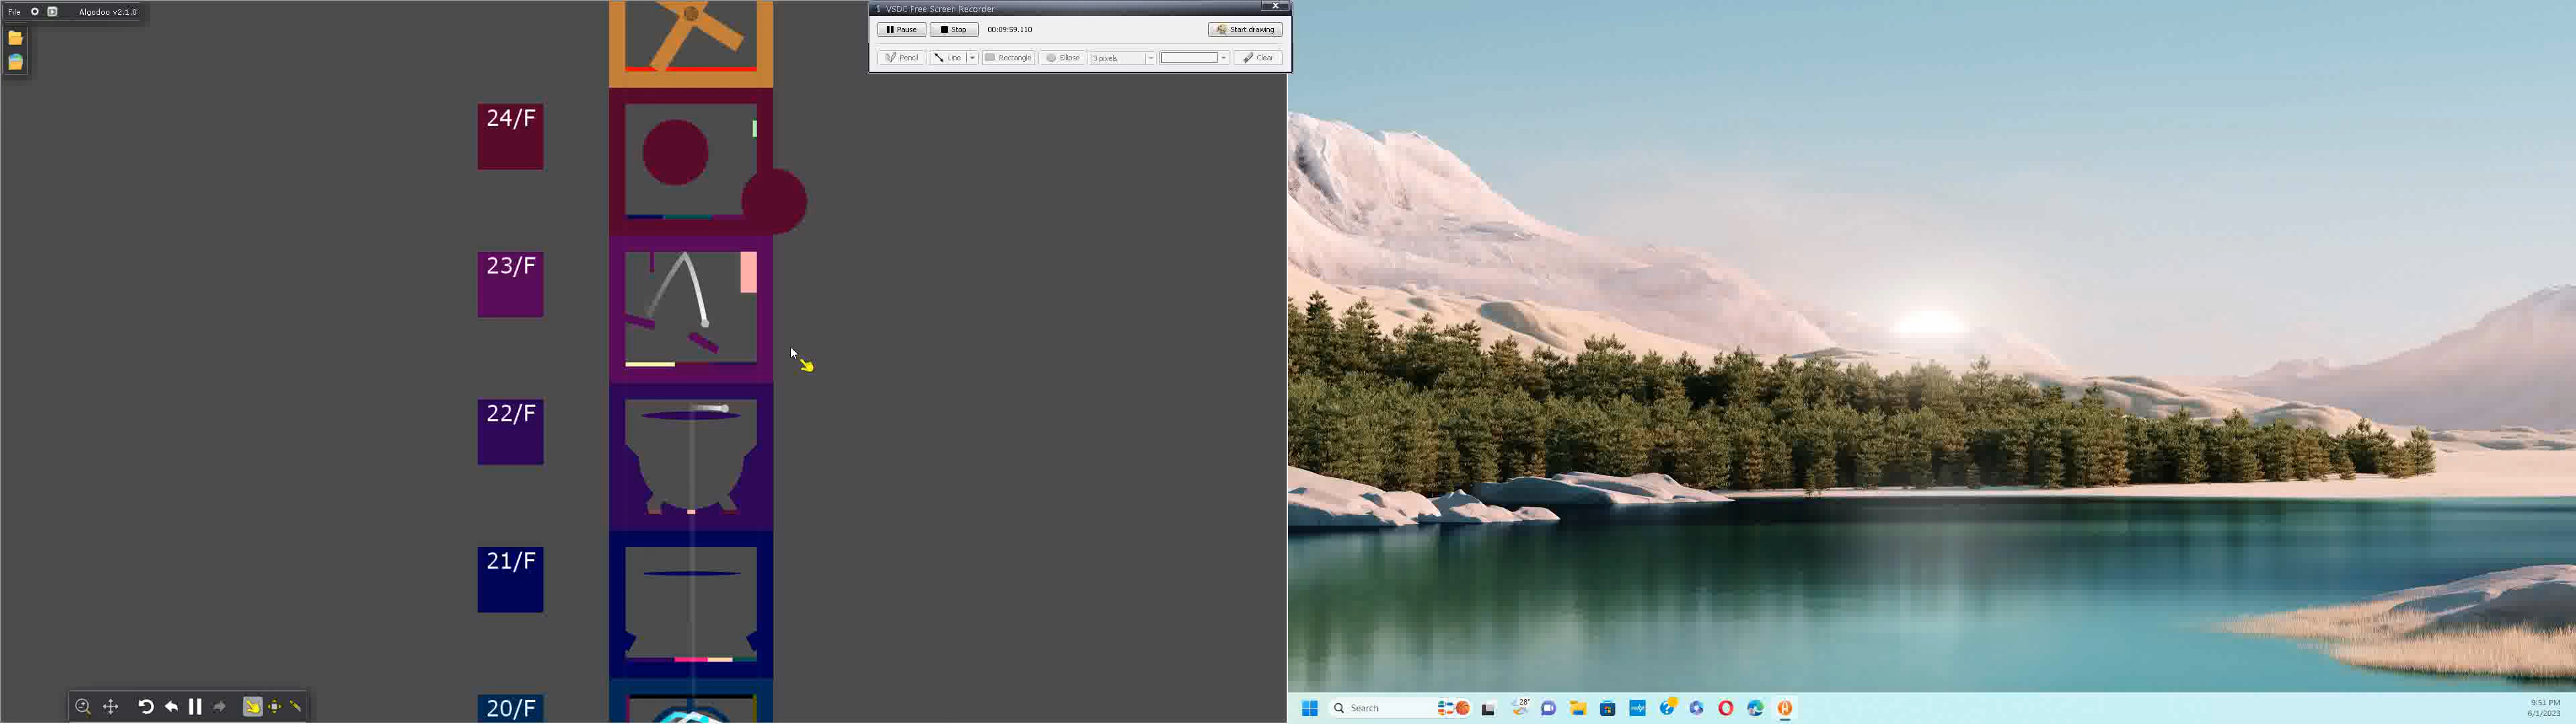 File
Algodoo v2.1.0
VSDC Free Screen Recorder
Pause
Stop
00:09:59.110
Start drawing
Pencil
Line
Rectangle
Ellipse
3 pixels
Clear
24/F
23/F
22/F
21/F
20/F
Search
28°
9:51 PM
6/1/2023